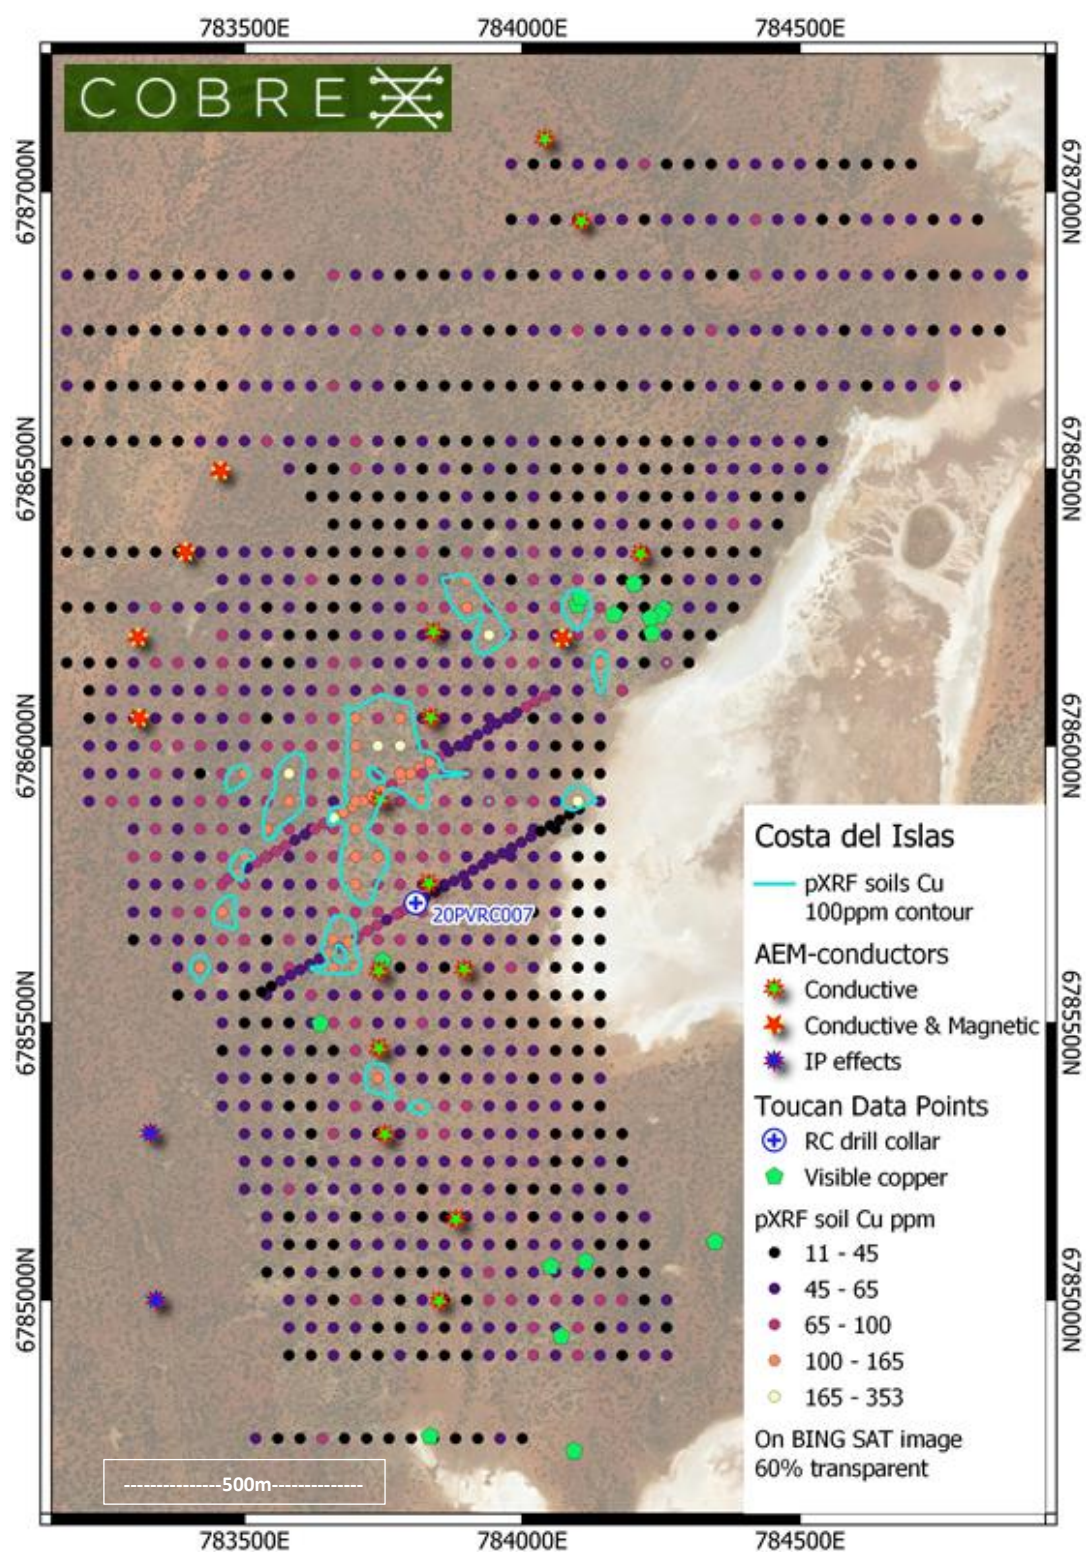 783500E 784000E 784500E
COBRE
6787000N
6787000N
6786500N
6786500N
6786000N
6786000N
6785500N
6785500N
6785000N
6785000N
20PVRC007
Costa del Islas
pXRF soils Cu
100ppm contour
AEM-conductors
Conductive
Conductive & Magnetic
IP effects
Toucan Data Points
RC drill collar
Visible copper
pXRF soil Cu ppm
11 - 45
45 - 65
65 - 100
100 - 165
165 - 353
On BING SAT image
60% transparent
---------------500m--------------
783500E 784000E 784500E